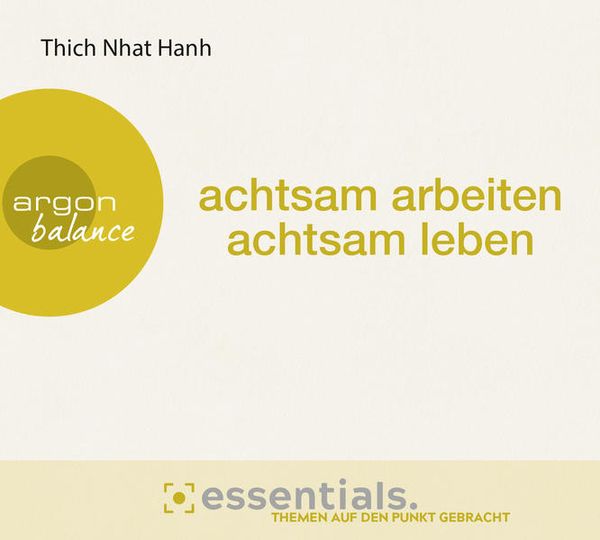 Thich Nhat Hanh
argon
balance
achtsam arbeiten
achtsam leben
essentials.
THEMEN AUF DEN PUNKT GEBRACHT